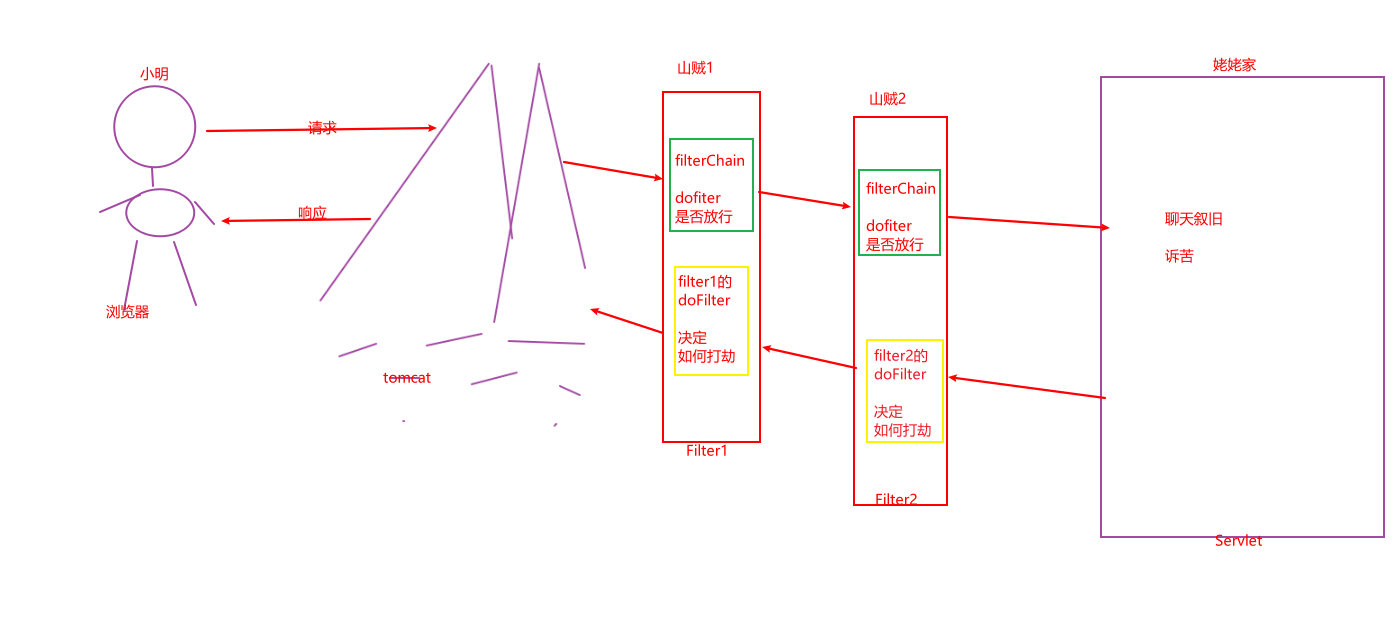 小明
请求
响应
浏览器
tomcat
山贼1
filterChain
dofiter
是否放行
filter1的
doFilter
决定
如何打劫
Filter1
山贼2
filterChain
dofiter
是否放行
filter2的
doFilter
决定
如何打劫
Filter2
姥姥家
聊天叙旧
诉苦
Servlet